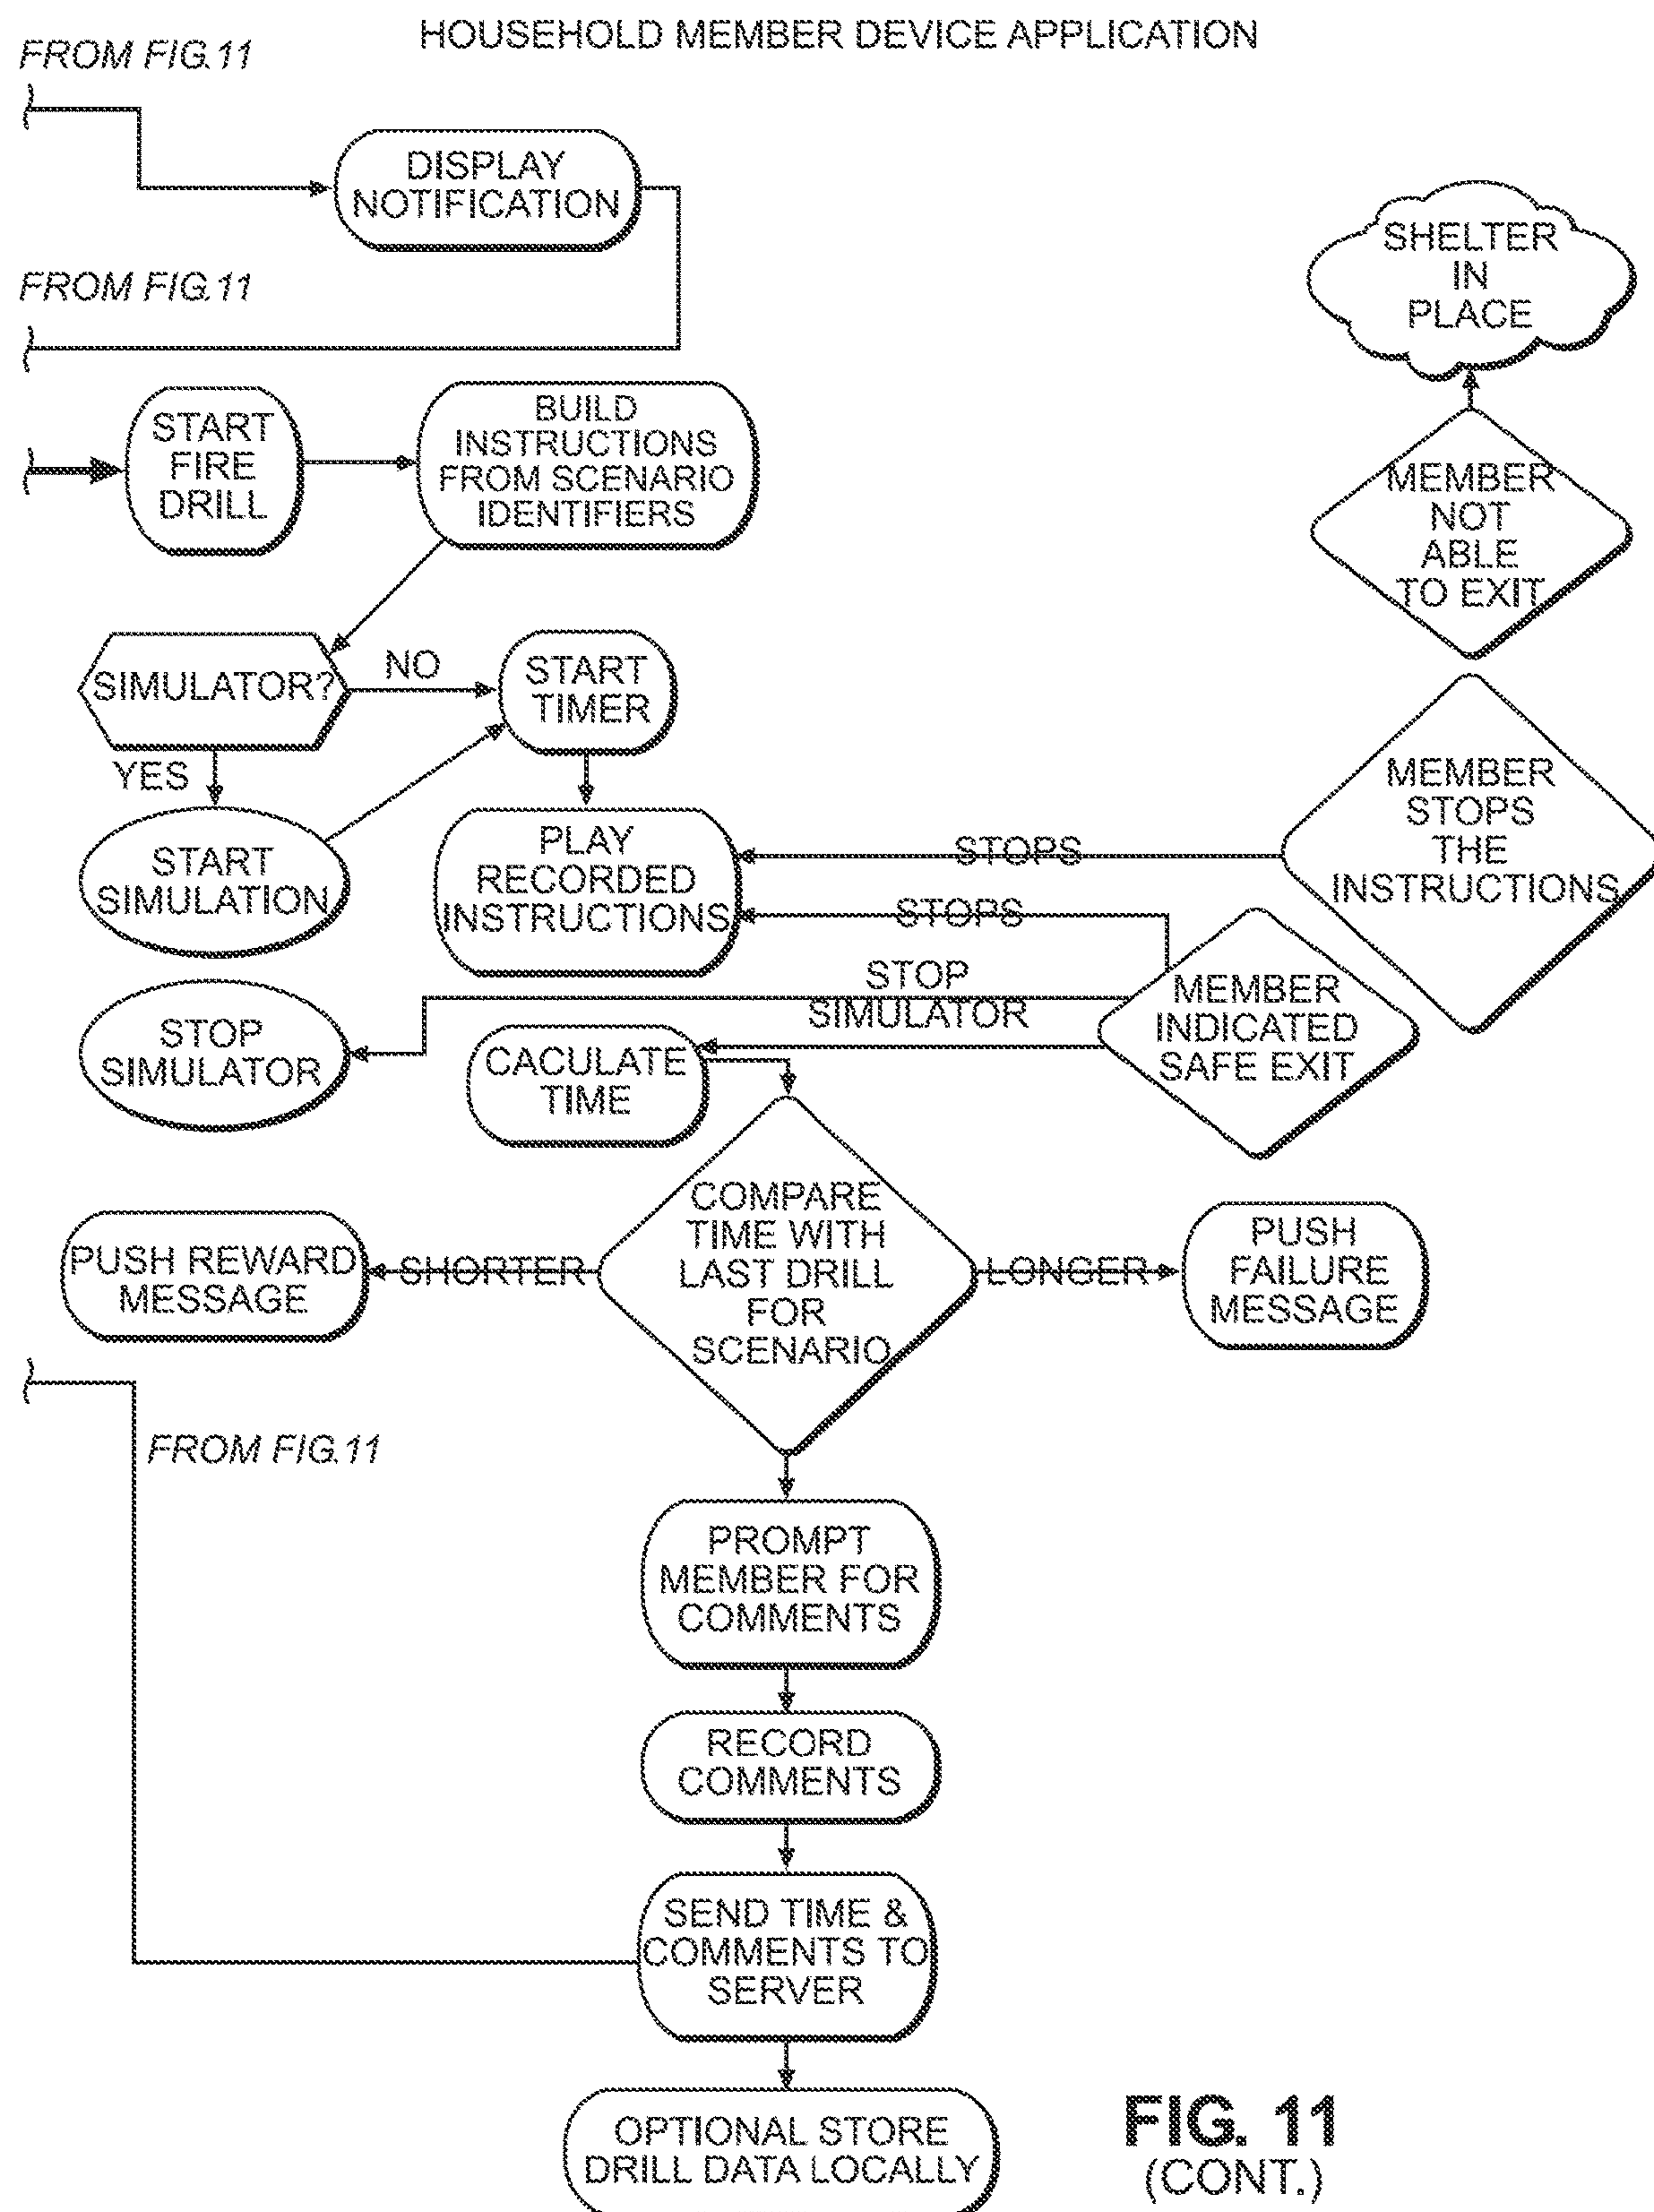 HOUSEHOLD MEMBER DEVICE APPLICATION
FROM FIG.11
DISPLAY
NOTIFICATION
SHELTER
IN
PLACE
FROM FIG.11
START
FIRE
DRILL
BUILD
INSTRUCTIONS
FROM SCENARIO
IDENTIFIERS
MEMBER
NOT
ABLE
TO EXIT
SIMULATOR?
NO
START
TIMER
YES
START
SIMULATION
PLAY
RECORDED
INSTRUCTIONS
STOPS
MEMBER
STOPS
THE
INSTRUCTIONS
STOPS
STOP
SIMULATOR
MEMBER
INDICATED
SAFE EXIT
STOP
SIMULATOR
CACULATE
TIME
COMPARE
TIME WITH
LAST DRILL
FOR
SCENARIO
SHORTER
PUSH REWARD
MESSAGE
LONGER
PUSH
FAILURE
MESSAGE
FROM FIG.11
PROMPT
MEMBER FOR
COMMENTS
RECORD
COMMENTS
SEND TIME &
COMMENTS TO
SERVER
OPTIONAL STORE
DRILL DATA LOCALLY
FIG. 11
(CONT.)